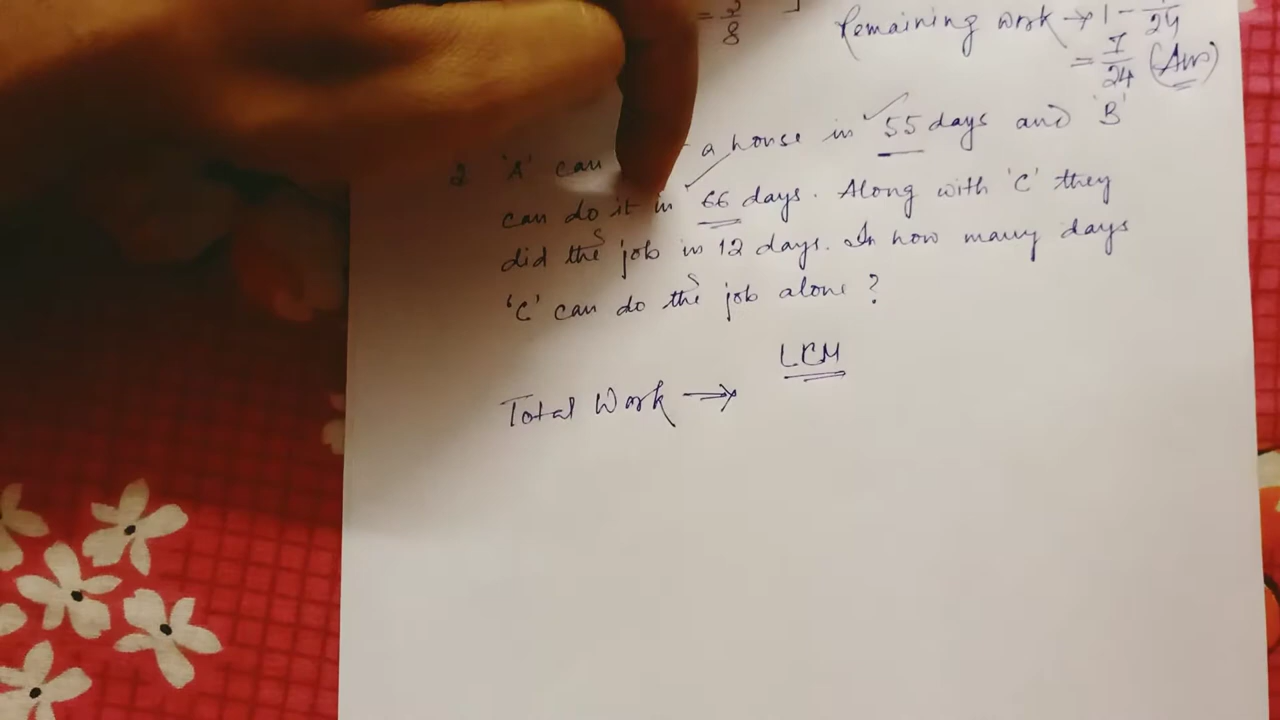 = 3/8
Remaining work → 1 - /24
= 7/24 (Ans)
2 'A' can a house in 55 days and 'B'
can do it in 66 days. Along with 'C' they
did the job in 12 days. In how many days
'C' can do the job alone ?
LCM
Total Work →